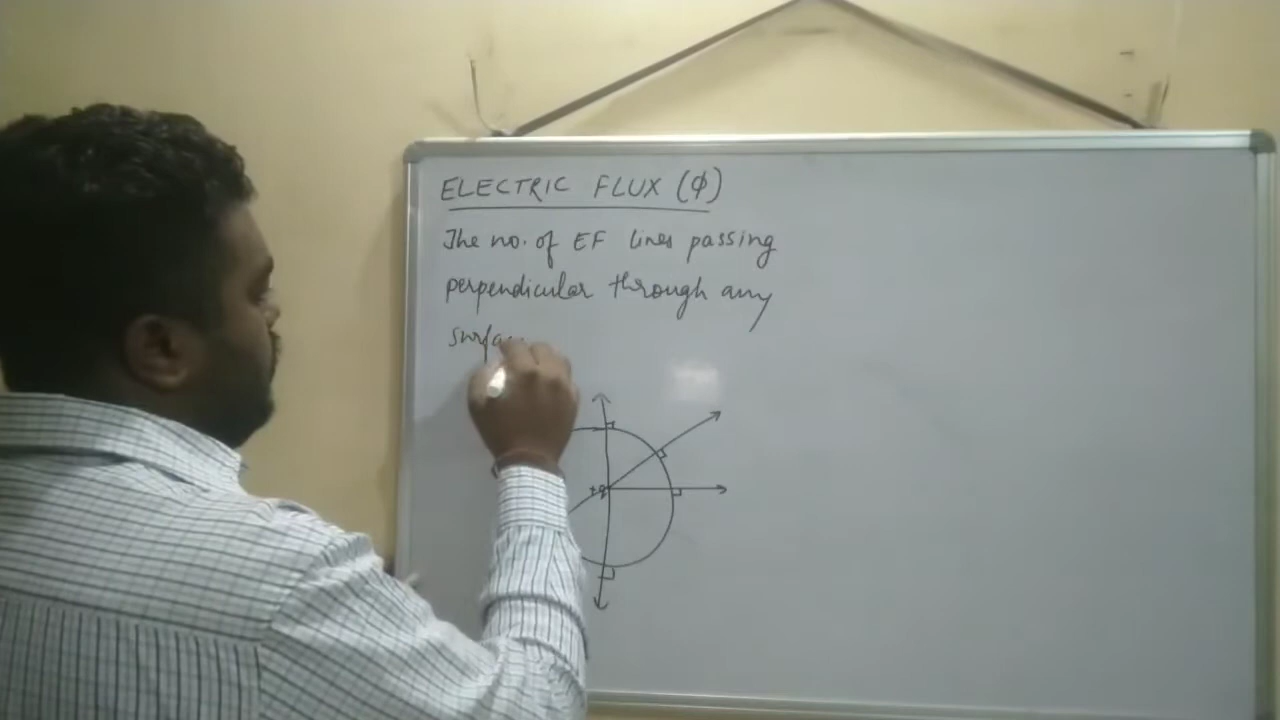 ELECTRIC FLUX (ϕ)
The no. of EF lines passing
perpendicular through any
surfa
+q